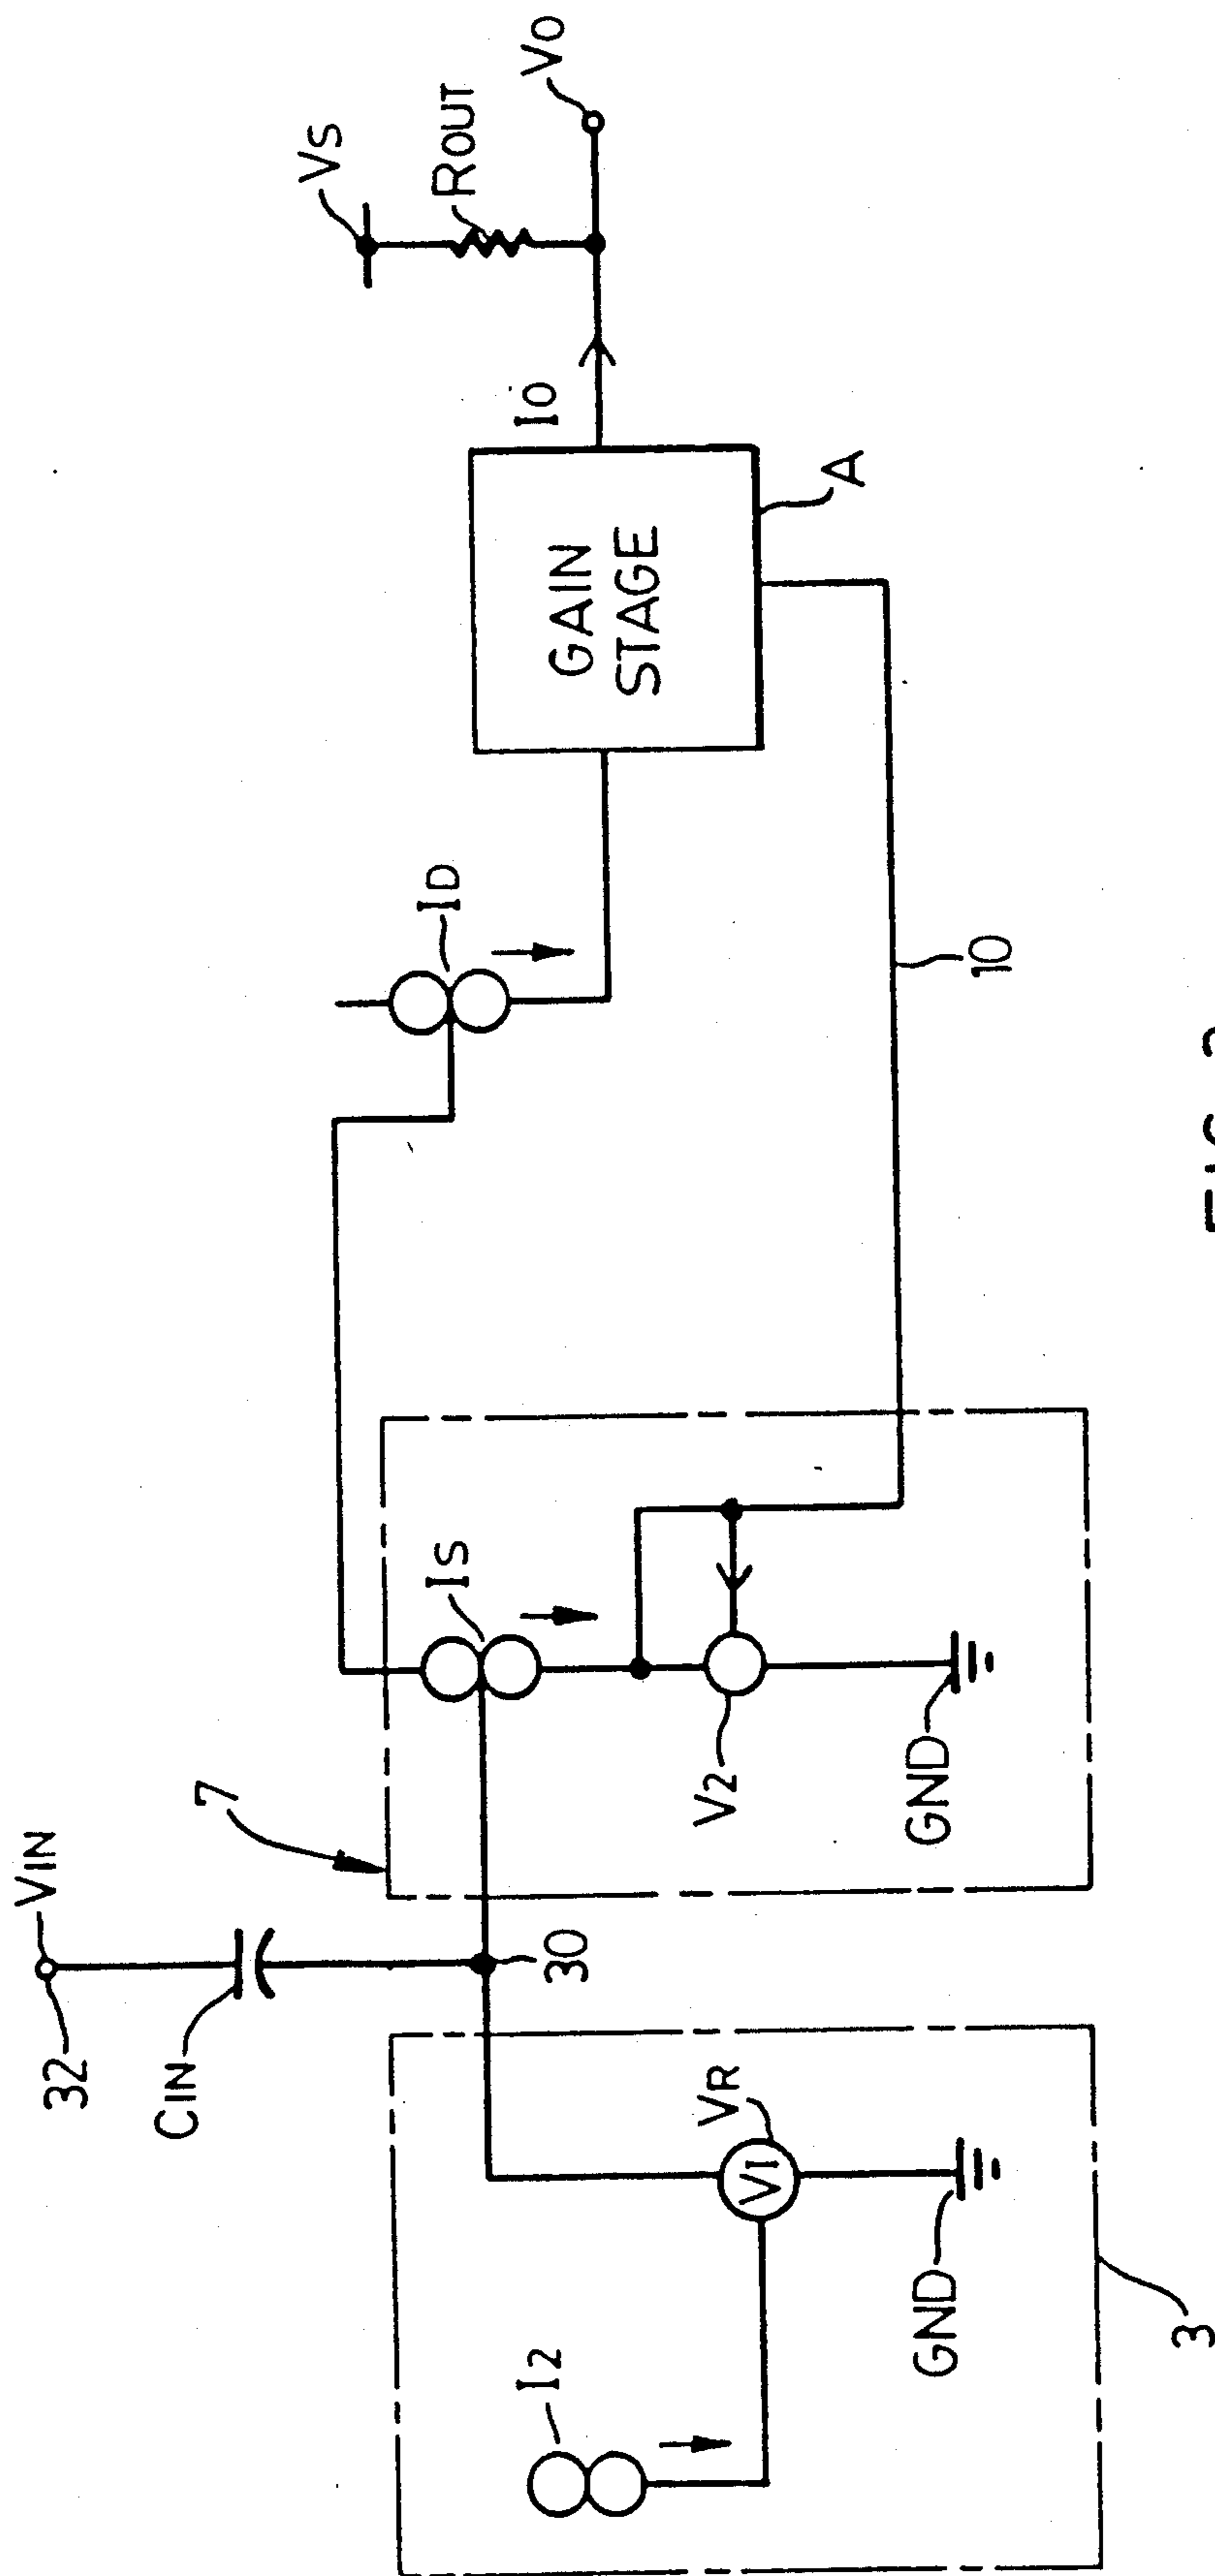 VIN
32
CIN
7
30
IS
V2
GND
VR
V1
GND
I2
3
ID
10
GAIN
STAGE
A
IO
VS
ROUT
VO